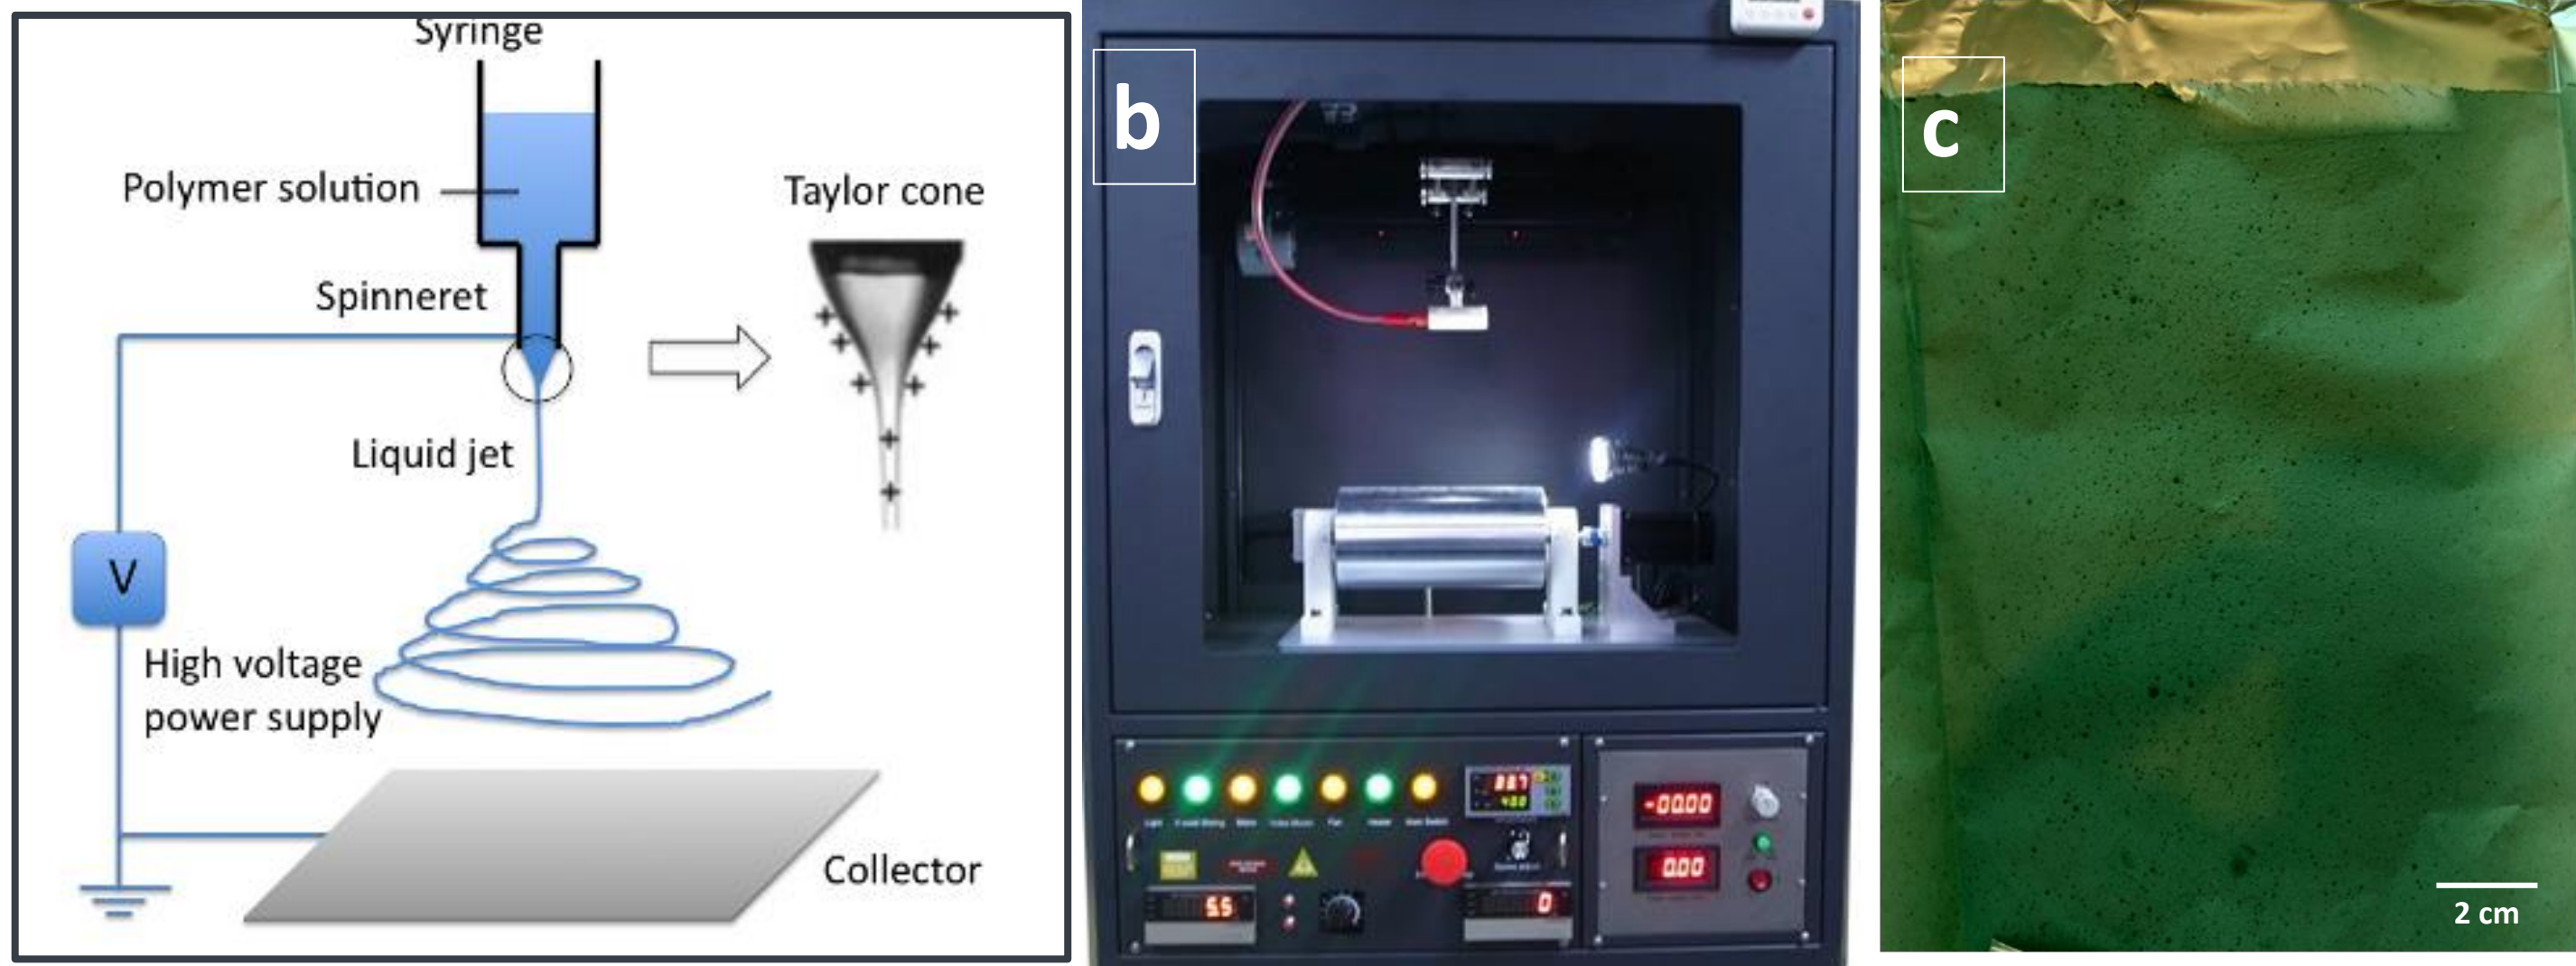 Syringe
Polymer solution
Taylor cone
Spinneret
Liquid jet
V
High voltage
power supply
Collector
b
-00.00
0.00
5.5
0
c
2 cm